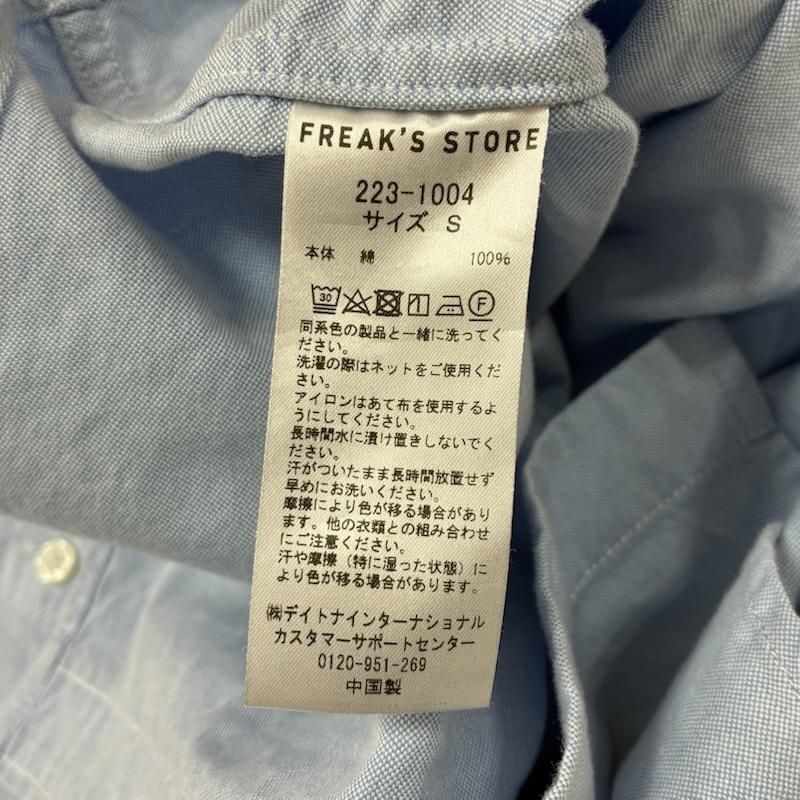 FREAK'S STORE
223-1004
サイズ S
本体 綿 100%
30 F
同系色の製品と一緒に洗ってく
ださい。
洗濯の際はネットをご使用くだ
さい。
アイロンはあて布を使用するよ
うにしてください。
長時間水に漬け置きしないでく
ださい。
汗がついたまま長時間放置せず
早めにお洗いください。
摩擦により色が移る場合があり
ます。他の衣類との組み合わせ
にご注意ください。
汗や摩擦（特に湿った状態）に
より色が移る場合があります。
㈱デイトナインターナショナル
カスタマーサポートセンター
0120-951-269
中国製